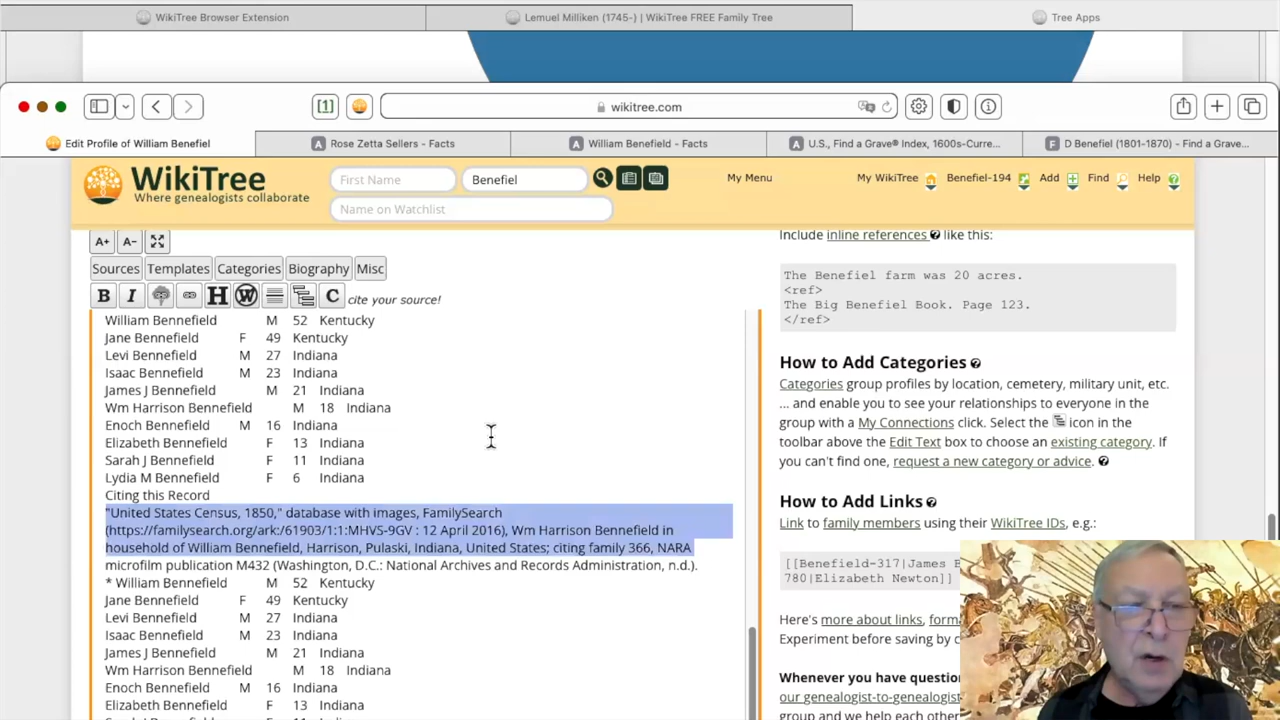 WikiTree Browser Extension
Lemuel Milliken (1745-) | WikiTree FREE Family Tree
Tree Apps
[1]
wikitree.com
Edit Profile of William Benefiel
Rose Zetta Sellers - Facts
William Benefield - Facts
U.S., Find a Grave® Index, 1600s-Curre...
D Benefiel (1801-1870) - Find a Grave...
WikiTree
Where genealogists collaborate
First Name
Benefiel
Name on Watchlist
My Menu
My WikiTree
Benefiel-194
Add
Find
Help
A+ A-
Sources Templates Categories Biography Misc
B I H W C cite your source!
William Bennefield M 52 Kentucky
Jane Bennefield F 49 Kentucky
Levi Bennefield M 27 Indiana
Isaac Bennefield M 23 Indiana
James J Bennefield M 21 Indiana
Wm Harrison Bennefield M 18 Indiana
Enoch Bennefield M 16 Indiana
Elizabeth Bennefield F 13 Indiana
Sarah J Bennefield F 11 Indiana
Lydia M Bennefield F 6 Indiana
Citing this Record
"United States Census, 1850," database with images, FamilySearch
(https://familysearch.org/ark:/61903/1:1:MHVS-9GV : 12 April 2016), Wm Harrison Bennefield in
household of William Bennefield, Harrison, Pulaski, Indiana, United States; citing family 366, NARA
microfilm publication M432 (Washington, D.C.: National Archives and Records Administration, n.d.).
* William Bennefield M 52 Kentucky
Jane Bennefield F 49 Kentucky
Levi Bennefield M 27 Indiana
Isaac Bennefield M 23 Indiana
James J Bennefield M 21 Indiana
Wm Harrison Bennefield M 18 Indiana
Enoch Bennefield M 16 Indiana
Elizabeth Bennefield F 13 Indiana
Include inline references ? like this:
The Benefiel farm was 20 acres.
<ref>
The Big Benefiel Book. Page 123.
</ref>
How to Add Categories ?
Categories group profiles by location, cemetery, military unit, etc.
... and enable you to see your relationships to everyone in the
group with a My Connections click. Select the icon in the
toolbar above the Edit Text box to choose an existing category. If
you can't find one, request a new category or advice. ?
How to Add Links ?
Link to family members using their WikiTree IDs, e.g.:
[[Benefield-317|James B
780|Elizabeth Newton]]
Here's more about links, form
Experiment before saving by c
Whenever you have questio
our genealogist-to-genealogist
group and we help each other